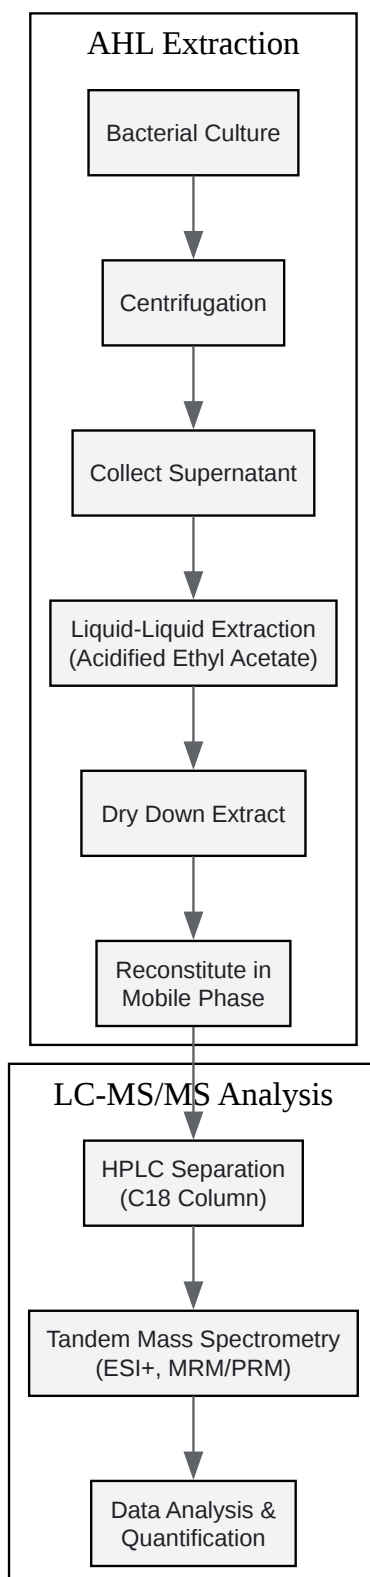 AHL Extraction
Bacterial Culture
Centrifugation
Collect Supernatant
Liquid-Liquid Extraction
(Acidified Ethyl Acetate)
Dry Down Extract
Reconstitute in
Mobile Phase
LC-MS/MS Analysis
HPLC Separation
(C18 Column)
Tandem Mass Spectrometry
(ESI+, MRM/PRM)
Data Analysis &
Quantification